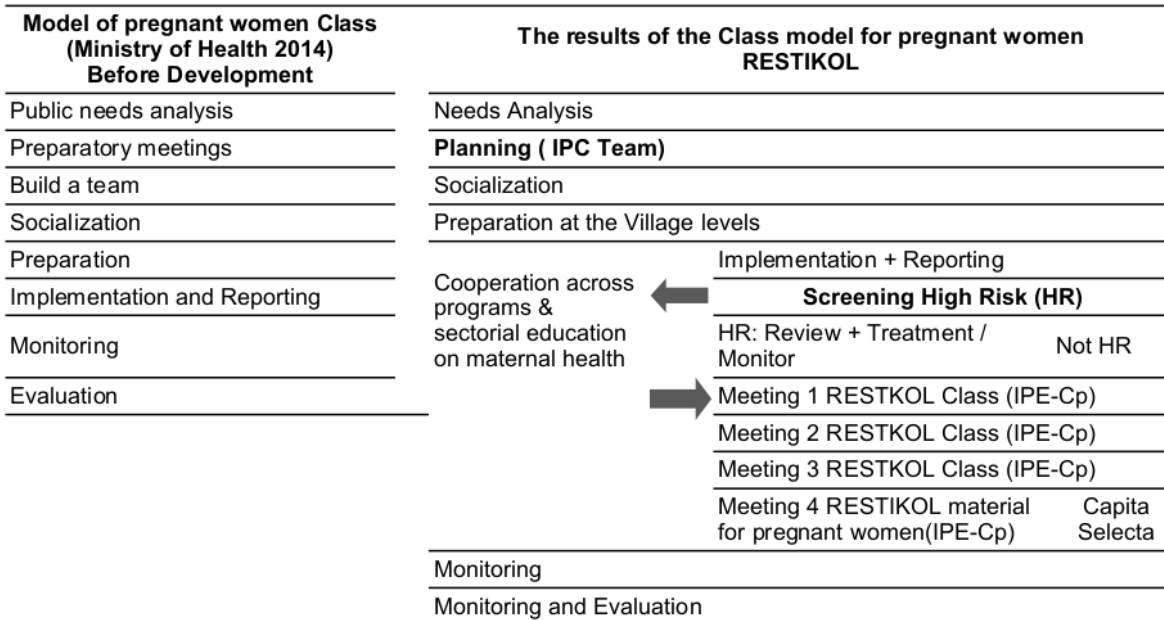 Model of pregnant women Class
(Ministry of Health 2014)
Before Development
The results of the Class model for pregnant women
RESTIKOL
Public needs analysis
Needs Analysis
Preparatory meetings
Planning ( IPC Team)
Build a team
Socialization
Socialization
Preparation at the Village levels
Preparation
Implementation and Reporting
Monitoring
Evaluation
Cooperation across
programs &
sectorial education
on maternal health
Implementation + Reporting
Screening High Risk (HR)
HR: Review + Treatment /
Monitor
Not HR
Meeting 1 RESTKOL Class (IPE-Cp)
Meeting 2 RESTKOL Class (IPE-Cp)
Meeting 3 RESTKOL Class (IPE-Cp)
Meeting 4 RESTIKOL material
for pregnant women(IPE-Cp)
Capita
Selecta
Monitoring
Monitoring and Evaluation